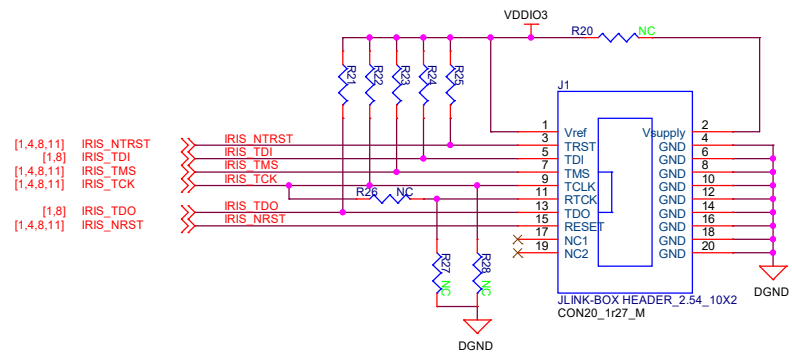 VDDIO3
R20 NC
J1
R21 R22 R23 R24 R25
1 Vref Vsupply 2
[1,4,8,11] IRIS_NTRST IRIS_NTRST 3 TRST GND 4
[1,8] IRIS_TDI IRIS_TDI 5 TDI GND 6
[1,4,8,11] IRIS_TMS IRIS_TMS 7 TMS GND 8
[1,4,8,11] IRIS_TCK IRIS_TCK 9 TCLK GND 10
R26 NC 11 RTCK GND 12
[1,8] IRIS_TDO IRIS_TDO 13 TDO GND 14
[1,4,8,11] IRIS_NRST IRIS_NRST 15 RESET GND 16
17 NC1 GND 18
19 NC2 GND 20
R27 NC R28 NC
DGND
JLINK-BOX HEADER_2.54_10X2
CON20_1r27_M
DGND